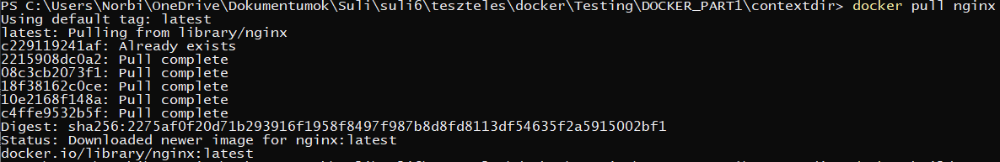 PS C:\Users\Norbi\OneDrive\Dokumentumok\Suli\suli6\teszteles\docker\Testing\DOCKER_PART1\contextdir> docker pull nginx
Using default tag: latest
latest: Pulling from library/nginx
c229119241af: Already exists
2215908dc0a2: Pull complete
08c3cb2073f1: Pull complete
18f38162c0ce: Pull complete
10e2168f148a: Pull complete
c4ffe9532b5f: Pull complete
Digest: sha256:2275af0f20d71b293916f1958f8497f987b8d8fd8113df54635f2a5915002bf1
Status: Downloaded newer image for nginx:latest
docker.io/library/nginx:latest